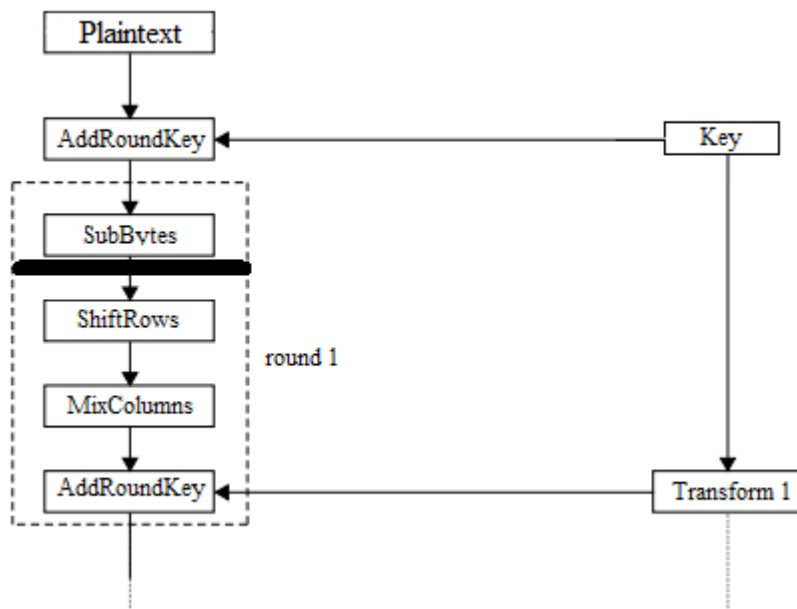 Plaintext
AddRoundKey
Key
SubBytes
ShiftRows
round 1
MixColumns
AddRoundKey
Transform 1